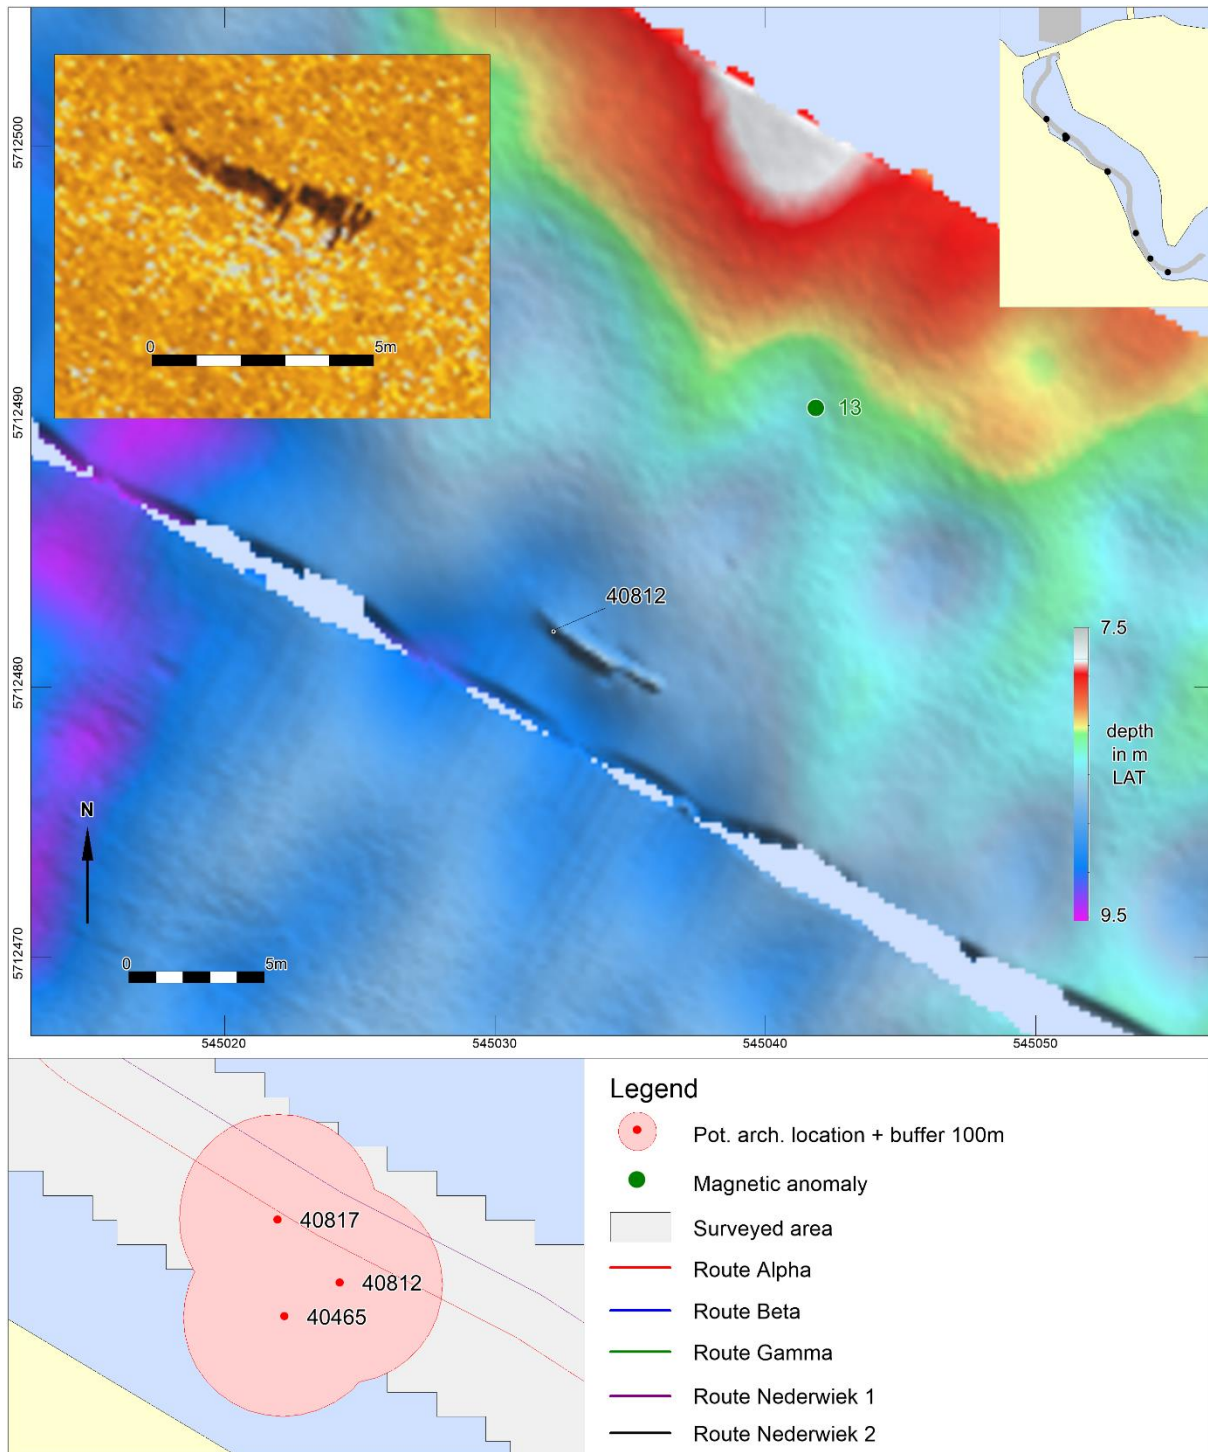 5712500
5712490
5712480
5712470
0 5m
13
40812
7.5
depth
in m
LAT
9.5
N
0 5m
545020 545030 545040 545050
40817
40812
40465
Legend
Pot. arch. location + buffer 100m
Magnetic anomaly
Surveyed area
Route Alpha
Route Beta
Route Gamma
Route Nederwiek 1
Route Nederwiek 2